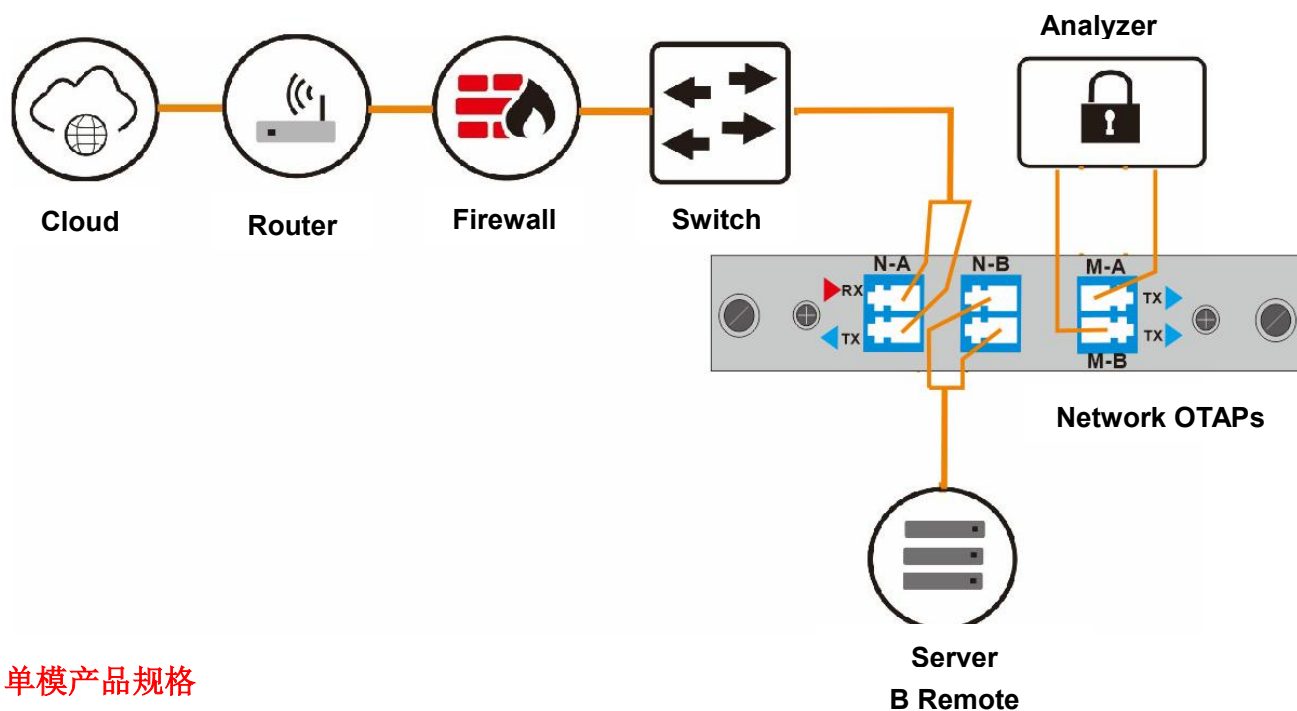 Analyzer
Cloud
Router
Firewall
Switch
N-A
N-B
M-A
RX
TX
TX
TX
M-B
Network OTAPs
Server
B Remote
单模产品规格